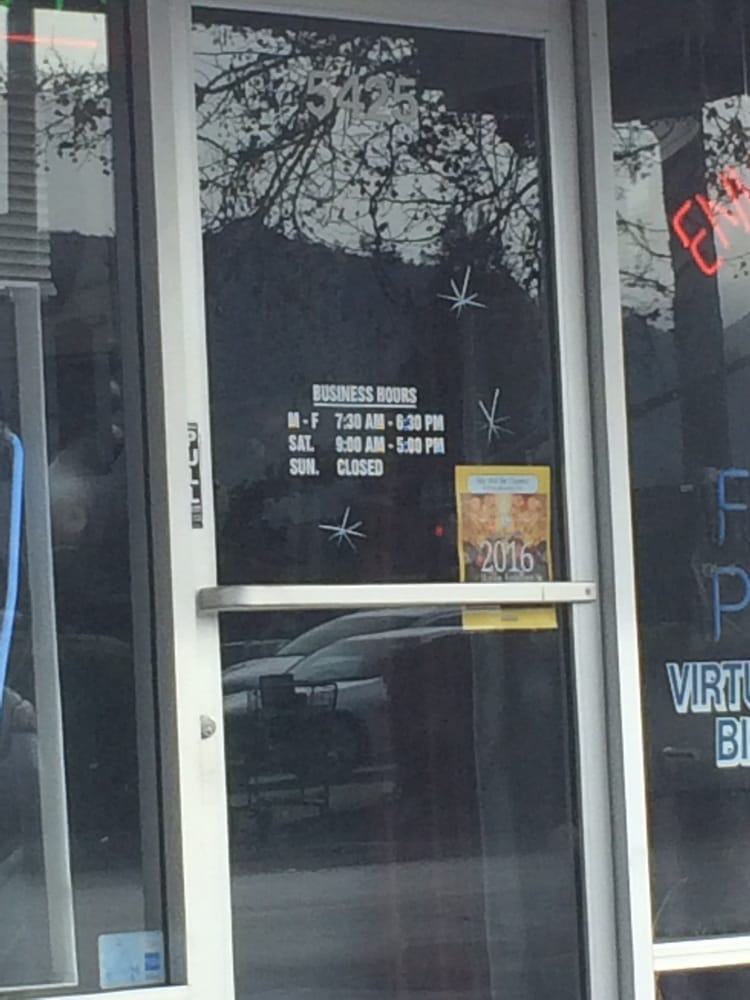 5425
BUSINESS HOURS
M - F 7:30 AM - 6:30 PM
SAT. 9:00 AM - 5:00 PM
SUN. CLOSED
PULL
2016
VIRTU
BI